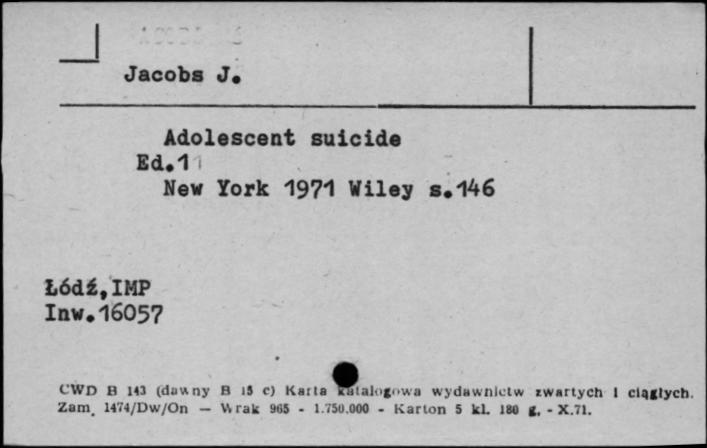 Jacobs J.
Adolescent suicide
Ed.1
New York 1971 Wiley s.146
Łódź,IMP
Inw.16057
CWD B 143 (dawny B 15 c) Karta katalogowa wydawnictw zwartych i ciągłych.
Zam. 1474/Dw/On — Wrak 965 - 1.750.000 - Karton 5 kl. 180 g. - X.71.